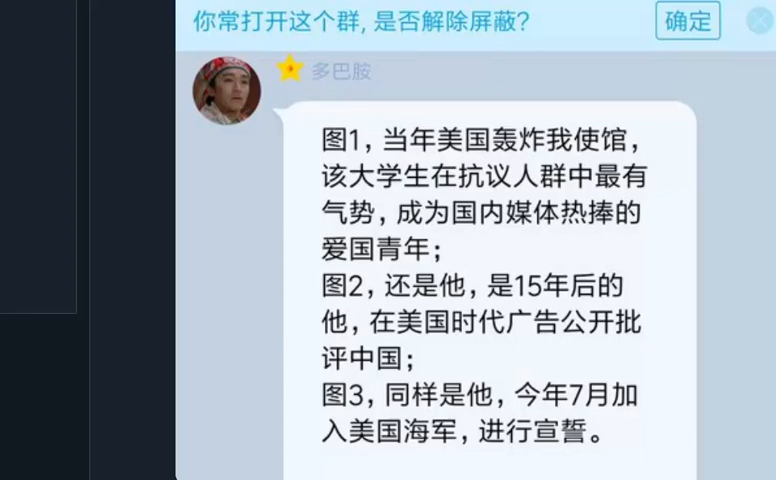 你常打开这个群, 是否解除屏蔽?
确定
多巴胺
图1, 当年美国轰炸我使馆,
该大学生在抗议人群中最有
气势, 成为国内媒体热捧的
爱国青年;
图2, 还是他, 是15年后的
他, 在美国时代广告公开批
评中国;
图3, 同样是他, 今年7月加
入美国海军, 进行宣誓。